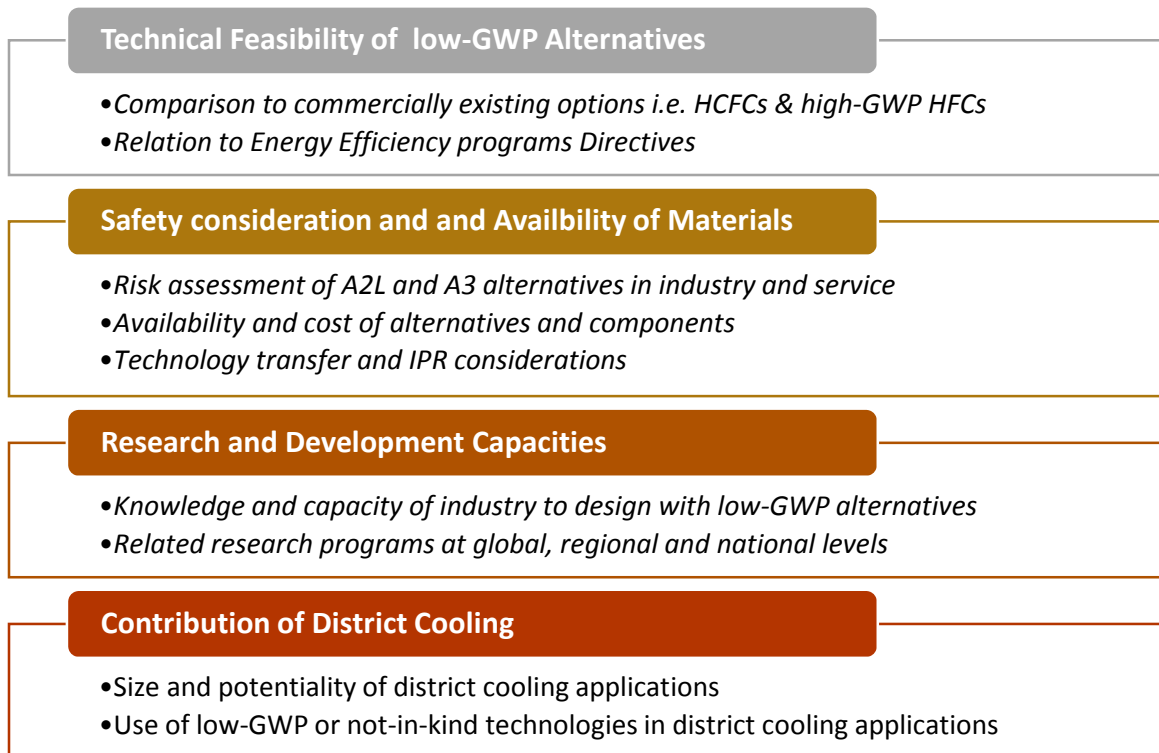 Technical Feasibility of low-GWP Alternatives
•Comparison to commercially existing options i.e. HCFCs & high-GWP HFCs
•Relation to Energy Efficiency programs Directives
Safety consideration and and Availbility of Materials
•Risk assessment of A2L and A3 alternatives in industry and service
•Availability and cost of alternatives and components
•Technology transfer and IPR considerations
Research and Development Capacities
•Knowledge and capacity of industry to design with low-GWP alternatives
•Related research programs at global, regional and national levels
Contribution of District Cooling
•Size and potentiality of district cooling applications
•Use of low-GWP or not-in-kind technologies in district cooling applications